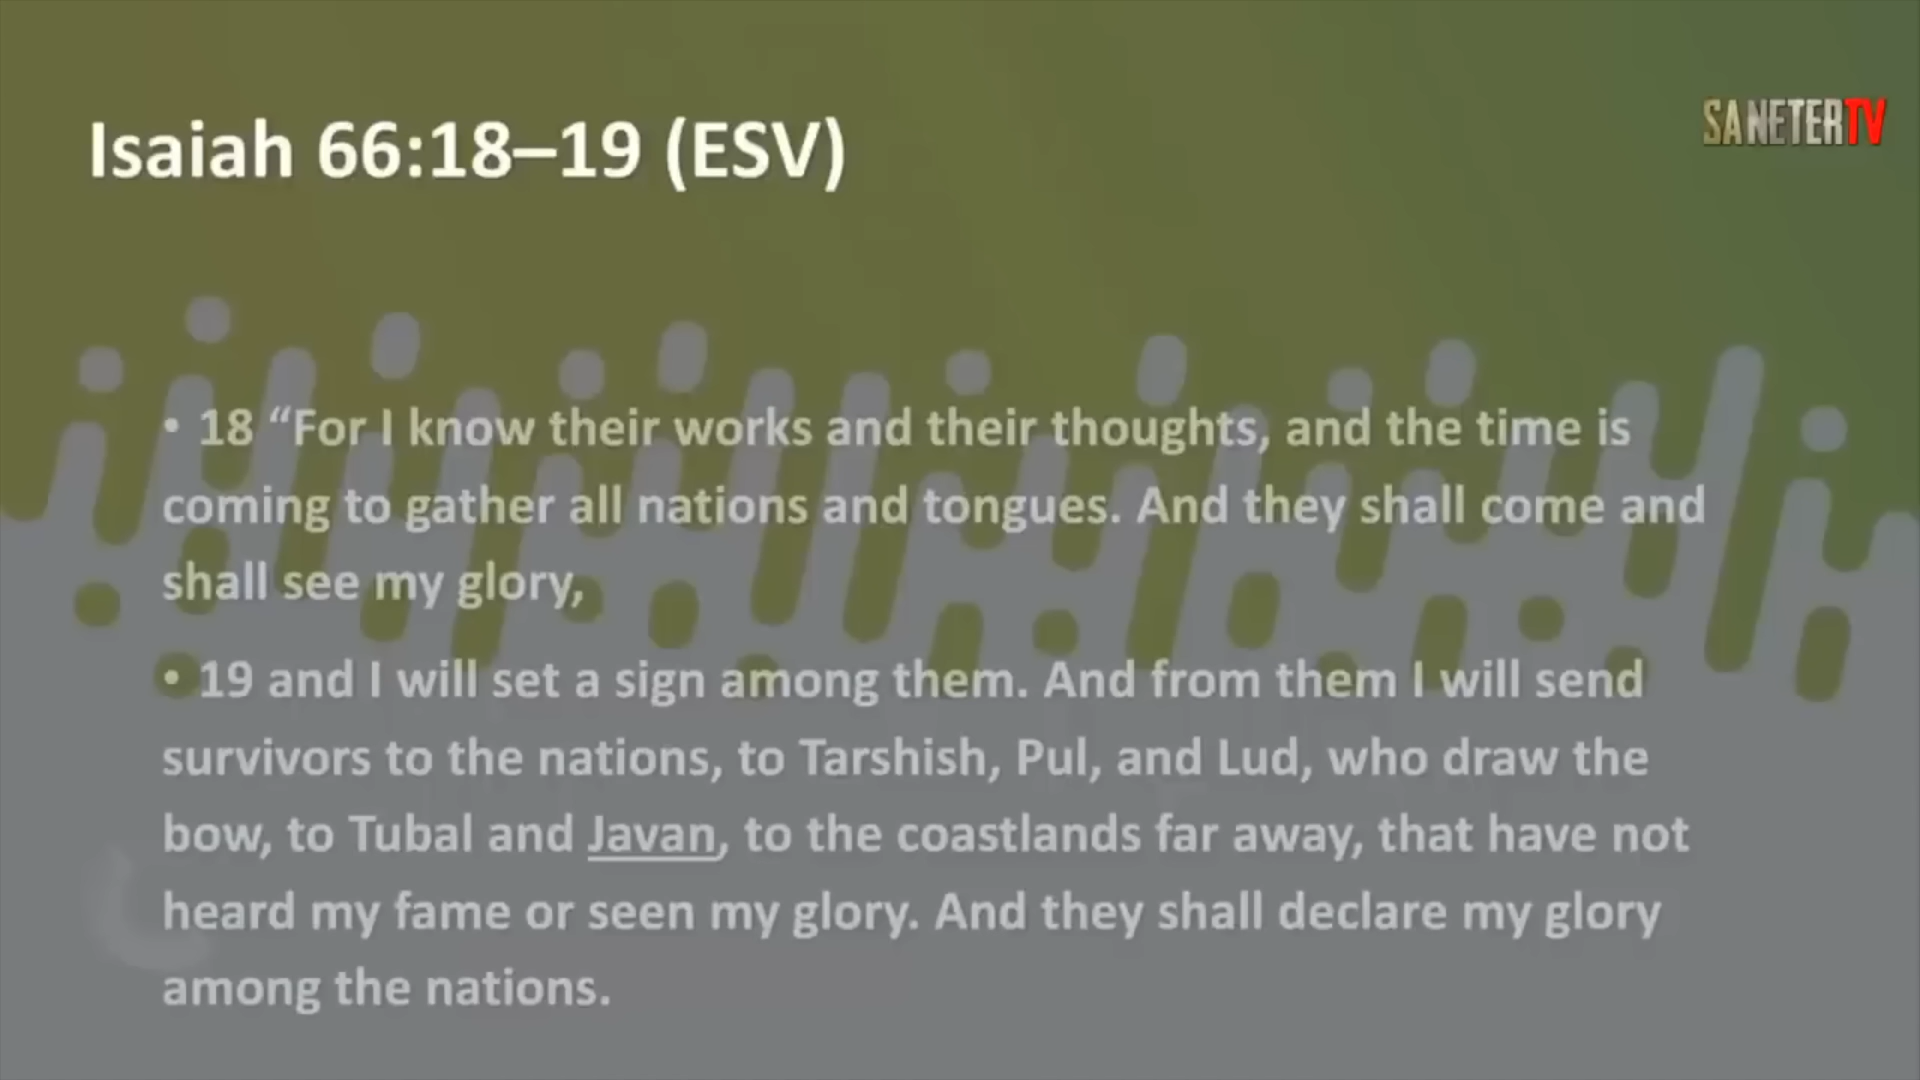 Isaiah 66:18–19 (ESV)
SANETERTV
• 18 “For I know their works and their thoughts, and the time is
coming to gather all nations and tongues. And they shall come and
shall see my glory,
• 19 and I will set a sign among them. And from them I will send
survivors to the nations, to Tarshish, Pul, and Lud, who draw the
bow, to Tubal and Javan, to the coastlands far away, that have not
heard my fame or seen my glory. And they shall declare my glory
among the nations.